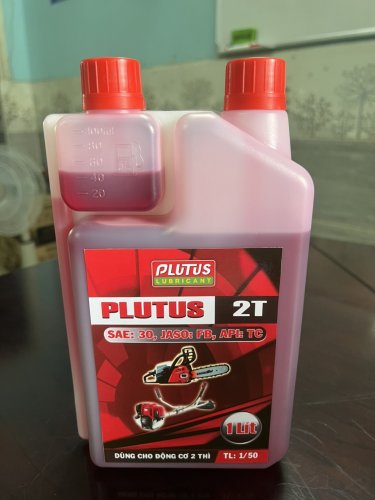 100ml
80
60
40
20
PLUTUS
LUBRICANT
PLUTUS 2T
SAE: 30, JASO: FB, API: TC
1 Lít
DÙNG CHO ĐỘNG CƠ 2 THÌ
TL: 1/50